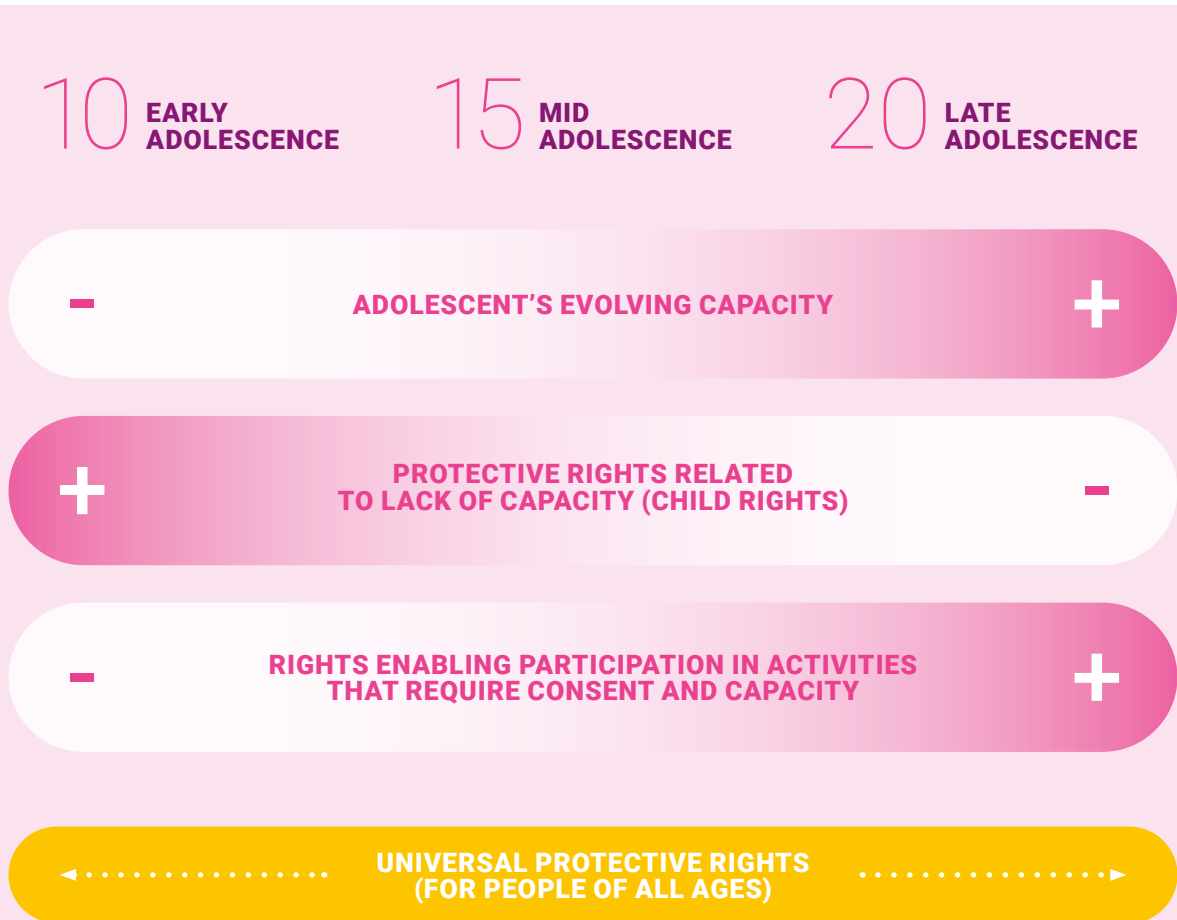 10 EARLY
ADOLESCENCE
15 MID
ADOLESCENCE
20 LATE
ADOLESCENCE
- ADOLESCENT’S EVOLVING CAPACITY +
+ PROTECTIVE RIGHTS RELATED
TO LACK OF CAPACITY (CHILD RIGHTS) -
- RIGHTS ENABLING PARTICIPATION IN ACTIVITIES
THAT REQUIRE CONSENT AND CAPACITY +
UNIVERSAL PROTECTIVE RIGHTS
(FOR PEOPLE OF ALL AGES)